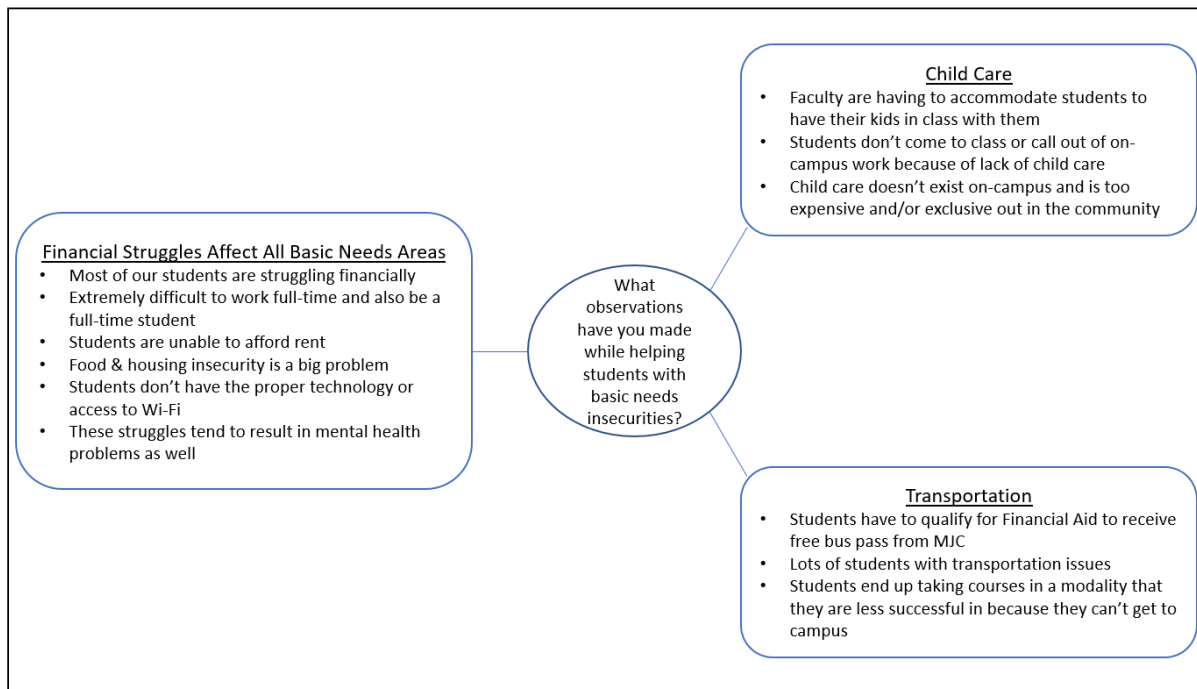 Child Care
• Faculty are having to accommodate students to
have their kids in class with them
• Students don’t come to class or call out of on-
campus work because of lack of child care
• Child care doesn’t exist on-campus and is too
expensive and/or exclusive out in the community
Financial Struggles Affect All Basic Needs Areas
• Most of our students are struggling financially
• Extremely difficult to work full-time and also be a
full-time student
• Students are unable to afford rent
• Food & housing insecurity is a big problem
• Students don’t have the proper technology or
access to Wi-Fi
• These struggles tend to result in mental health
problems as well
What
observations
have you made
while helping
students with
basic needs
insecurities?
Transportation
• Students have to qualify for Financial Aid to receive
free bus pass from MJC
• Lots of students with transportation issues
• Students end up taking courses in a modality that
they are less successful in because they can’t get to
campus